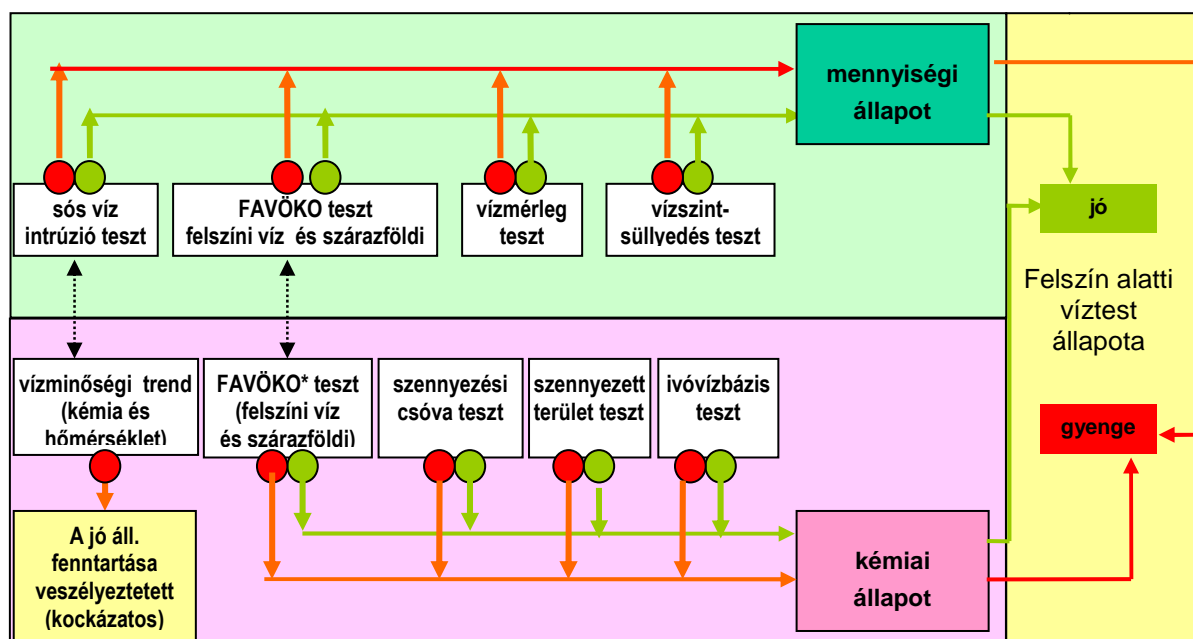 mennyiségi
állapot
sós víz
intrúzió teszt
FAVÖKO teszt
felszíni víz és szárazföldi
vízmérleg
teszt
vízszint-
süllyedés teszt
jó
Felszín alatti
víztest
állapota
gyenge
vízminőségi trend
(kémia és
hőmérséklet)
FAVÖKO* teszt
(felszíni víz
és szárazföldi)
szennyezési
csóva teszt
szennyezett
terület teszt
ivóvízbázis
teszt
A jó áll.
fenntartása
veszélyeztetett
(kockázatos)
kémiai
állapot